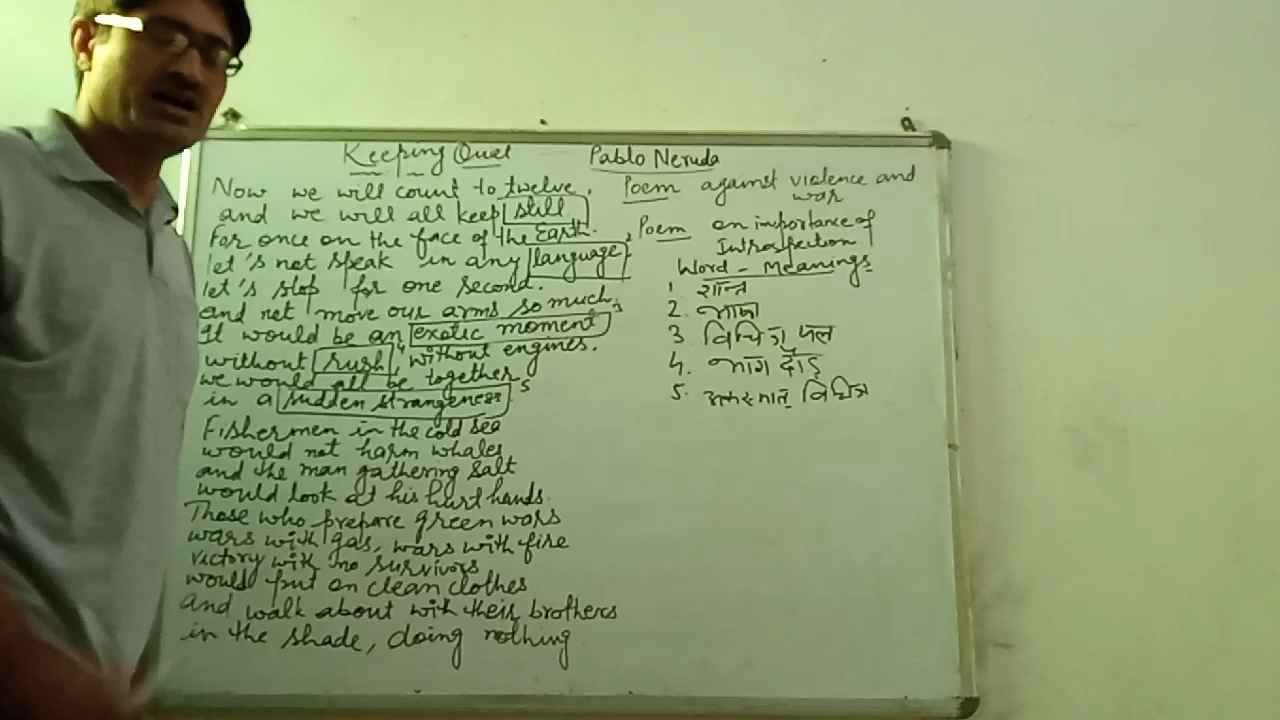 Keeping Quet Pablo Neruda
Now we will count to twelve,
and we will all keep still
For once on the face of the Earth.
let's not speak in any language,
let's stop for one second.
and not move our arms so much.
It would be an exotic moment
without rush, without engines.
we would all be together
in a sudden strangeness
Fishermen in the cold sea
would not harm whales
and the man gathering salt
would look at his hurt hands.
Those who prepare green wars
wars with gas, wars with fire
victory with no survivors
would put on clean clothes
and walk about with their brothers
in the shade, doing nothing
Poem against violence and
war
Poem on importance of
Introspection
Word - Meanings
1 शान्त
2. भाषा
3 विचित्र पल
4. भाग दौड़
5. अकस्मात् विचित्र